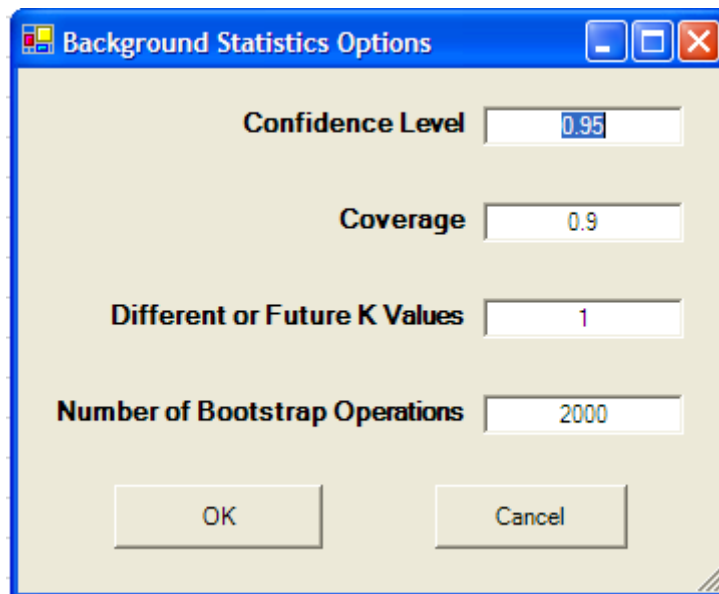 Background Statistics Options
Confidence Level 0.95
Coverage 0.9
Different or Future K Values 1
Number of Bootstrap Operations 2000
OK Cancel